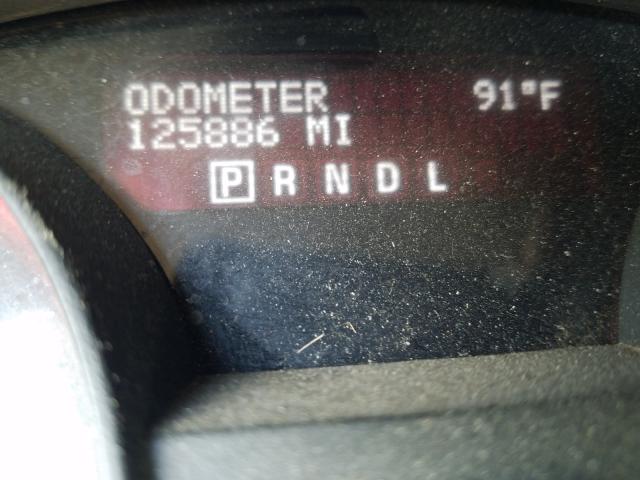 ODOMETER 91°F
125886 MI
P R N D L